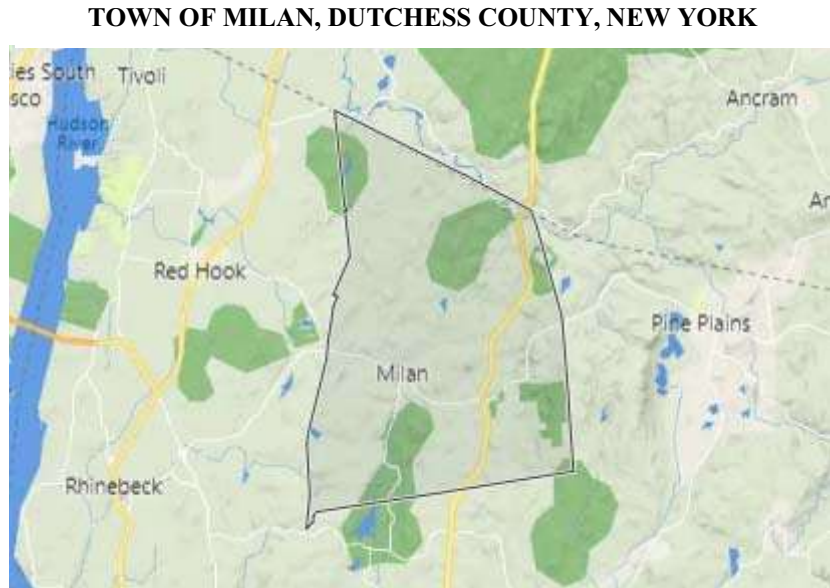 TOWN OF MILAN, DUTCHESS COUNTY, NEW YORK
ies South
sco
Tivoli
Hudson
River
Ancram
An
Red Hook
Pine Plains
Milan
Rhinebeck